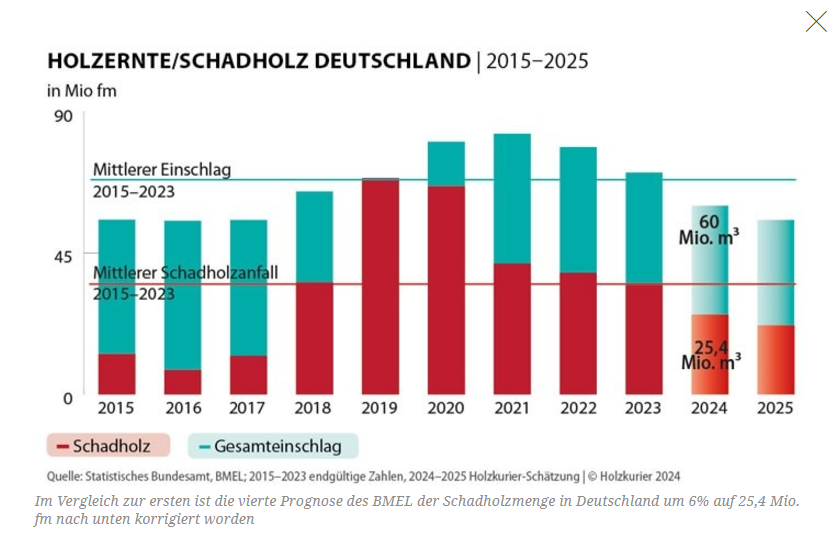 HOLZERNTE/SCHADHOLZ DEUTSCHLAND | 2015–2025
in Mio fm
90
Mittlerer Einschlag
2015–2023
45
Mittlerer Schadholzanfall
2015–2023
60
Mio. m³
25,4
Mio. m³
0
2015 2016 2017 2018 2019 2020 2021 2022 2023 2024 2025
Schadholz Gesamteinschlag
Quelle: Statistisches Bundesamt, BMEL; 2015–2023 endgültige Zahlen, 2024–2025 Holzkurier-Schätzung | © Holzkurier 2024
Im Vergleich zur ersten ist die vierte Prognose des BMEL der Schadholzmenge in Deutschland um 6% auf 25,4 Mio.
fm nach unten korrigiert worden